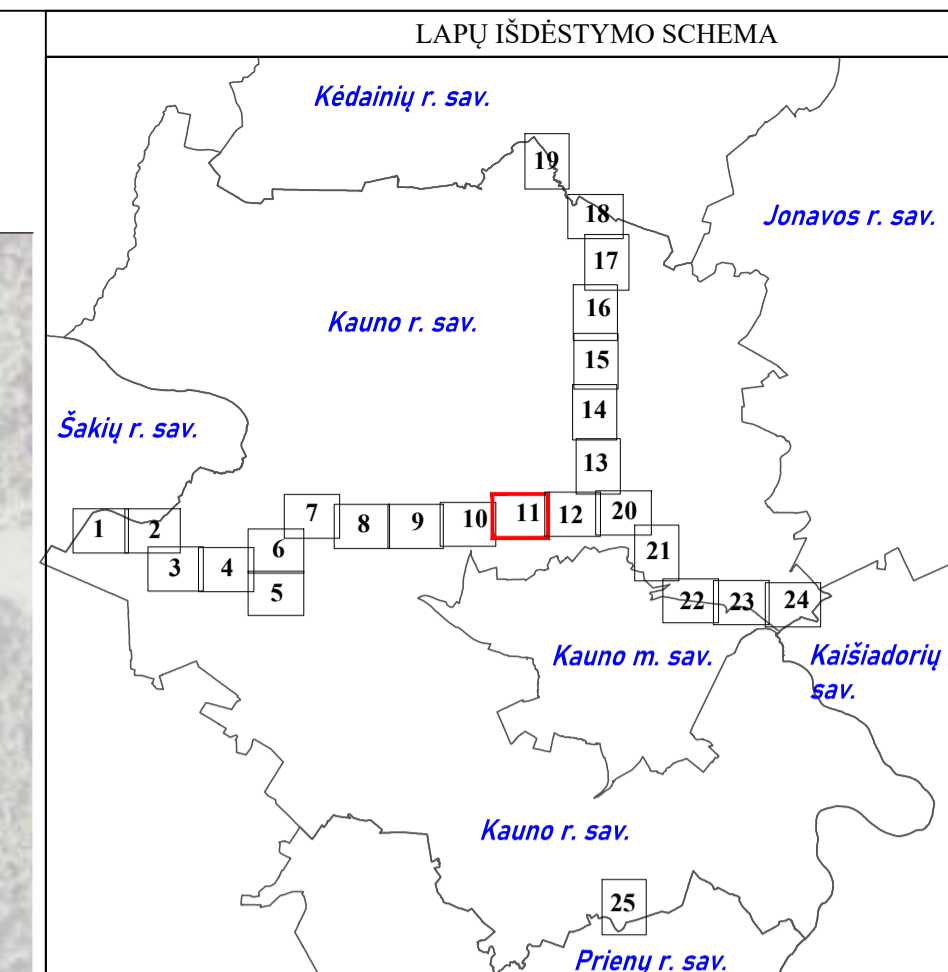 LAPŲ IŠDĖSTYMO SCHEMA
Kėdainių r. sav.
19
18
Jonavos r. sav.
17
16
Kauno r. sav.
15
14
Šakių r. sav.
13
7
8
9
10
11
12
20
1
2
6
21
3
4
5
22
23
24
Kauno m. sav.
Kaišiadorių
sav.
Kauno r. sav.
25
Prienų r. sav.